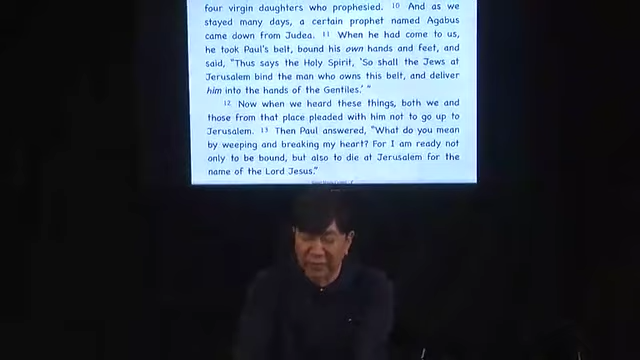 four virgin daughters who prophesied. 10 And as we
stayed many days, a certain prophet named Agabus
came down from Judea. 11 When he had come to us,
he took Paul's belt, bound his own hands and feet, and
said, "Thus says the Holy Spirit, 'So shall the Jews at
Jerusalem bind the man who owns this belt, and deliver
him into the hands of the Gentiles.' "
12 Now when we heard these things, both we and
those from that place pleaded with him not to go up to
Jerusalem. 13 Then Paul answered, "What do you mean
by weeping and breaking my heart? For I am ready not
only to be bound, but also to die at Jerusalem for the
name of the Lord Jesus."